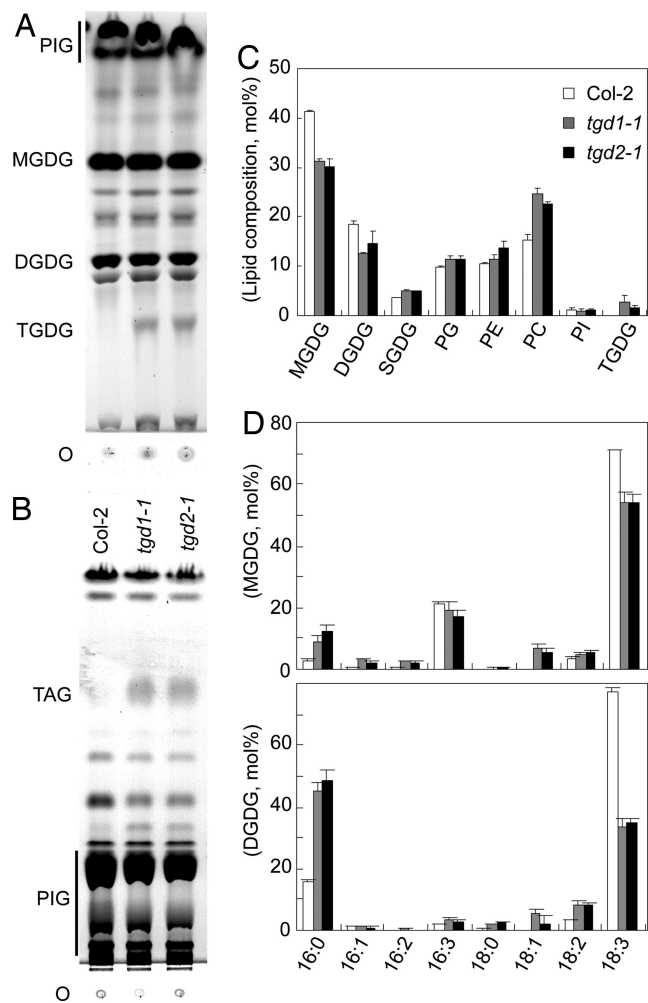 A
PIG
MGDG
DGDG
TGDG
O
B
Col-2
tgd1-1
tgd2-1
TAG
PIG
O
C
(Lipid composition, mol%)
50
40
30
20
10
0
Col-2
tgd1-1
tgd2-1
MGDG
DGDG
SGDG
PG
PE
PC
PI
TGDG
D
(MGDG, mol%)
80
60
40
20
(DGDG, mol%)
60
40
20
0
16:0
16:1
16:2
16:3
18:0
18:1
18:2
18:3